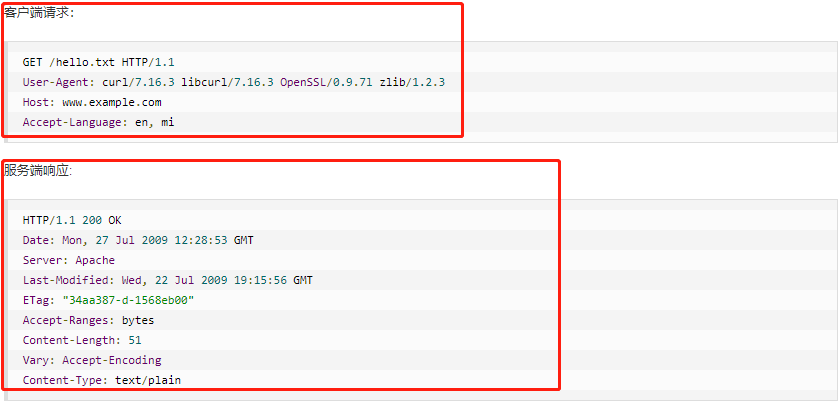 客户端请求:
GET /hello.txt HTTP/1.1
User-Agent: curl/7.16.3 libcurl/7.16.3 OpenSSL/0.9.7l zlib/1.2.3
Host: www.example.com
Accept-Language: en, mi
服务端响应:
HTTP/1.1 200 OK
Date: Mon, 27 Jul 2009 12:28:53 GMT
Server: Apache
Last-Modified: Wed, 22 Jul 2009 19:15:56 GMT
ETag: "34aa387-d-1568eb00"
Accept-Ranges: bytes
Content-Length: 51
Vary: Accept-Encoding
Content-Type: text/plain